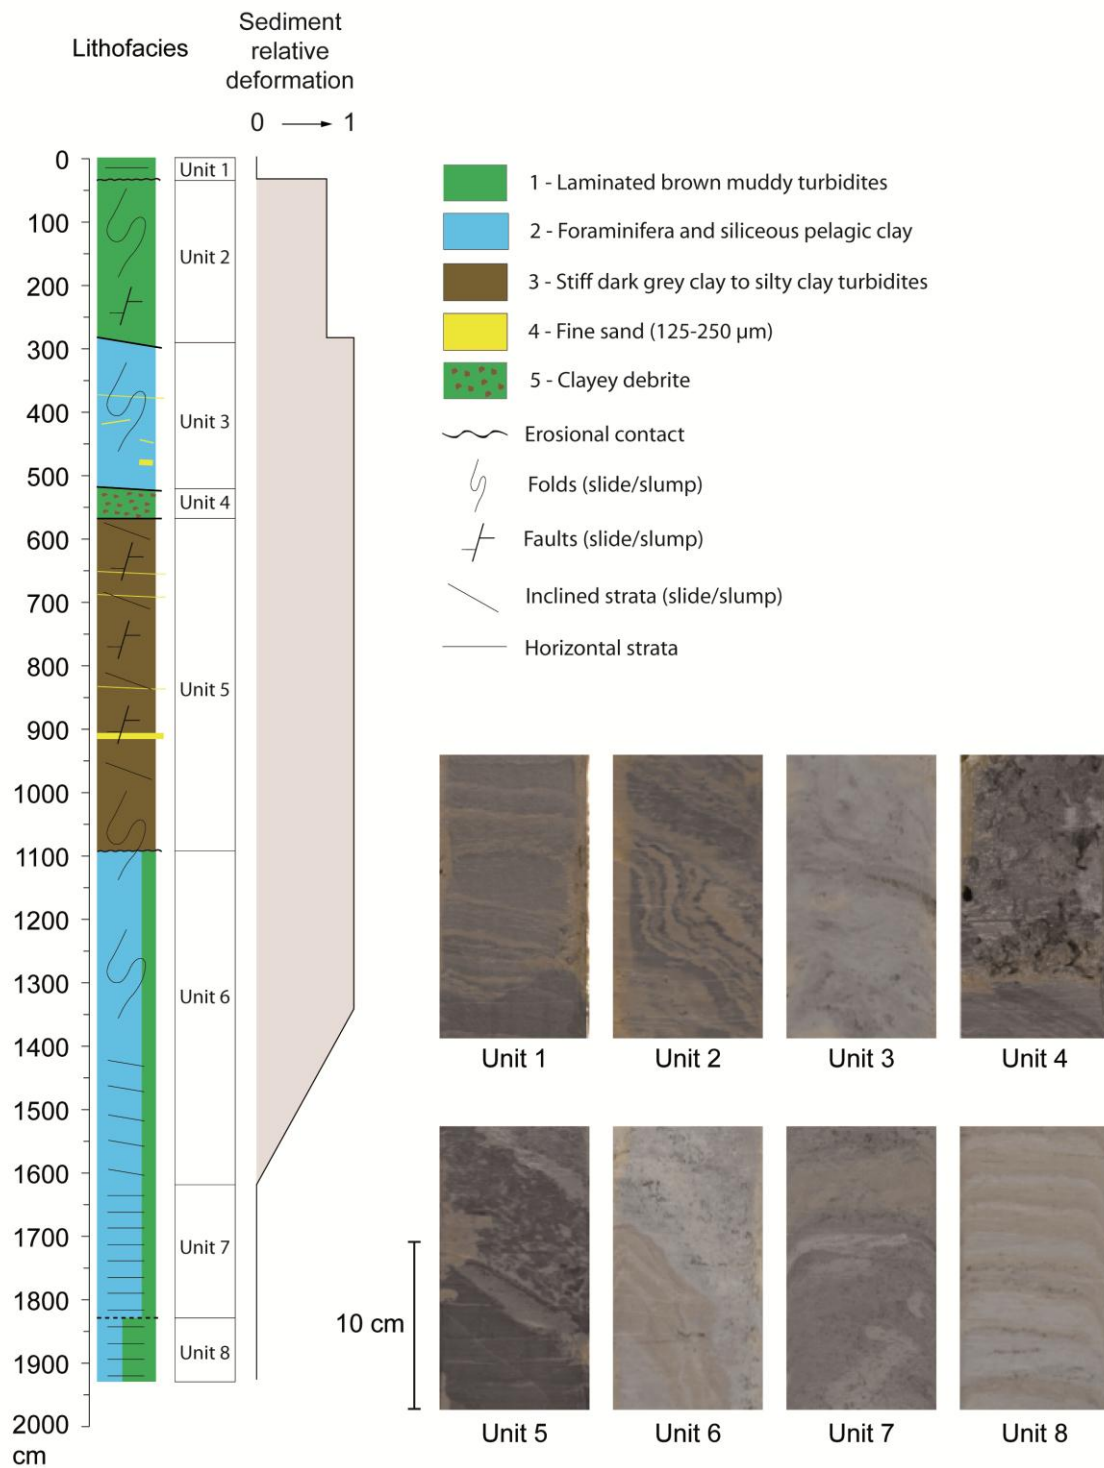 Lithofacies
Sediment
relative
deformation
0 1
0
100
200
300
400
500
600
700
800
900
1000
1100
1200
1300
1400
1500
1600
1700
1800
1900
2000
cm
Unit 1
Unit 2
Unit 3
Unit 4
Unit 5
Unit 6
Unit 7
Unit 8
1 - Laminated brown muddy turbidites
2 - Foraminifera and siliceous pelagic clay
3 - Stiff dark grey clay to silty clay turbidites
4 - Fine sand (125-250 µm)
5 - Clayey debrite
Erosional contact
Folds (slide/slump)
Faults (slide/slump)
Inclined strata (slide/slump)
Horizontal strata
Unit 1 Unit 2 Unit 3 Unit 4
10 cm
Unit 5 Unit 6 Unit 7 Unit 8